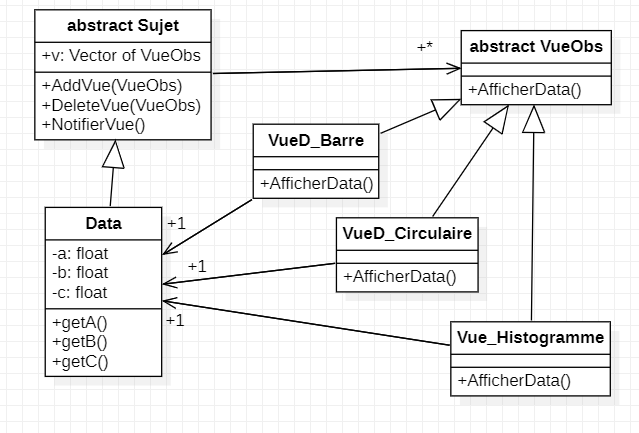 abstract Sujet
+v: Vector of VueObs
+AddVue(VueObs)
+DeleteVue(VueObs)
+NotifierVue()
+*
abstract VueObs
+AfficherData()
VueD_Barre
+AfficherData()
Data
-a: float
-b: float
-c: float
+getA()
+getB()
+getC()
+1
+1
+1
VueD_Circulaire
+AfficherData()
Vue_Histogramme
+AfficherData()